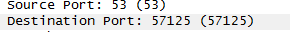 Source Port: 53 (53)
Destination Port: 57125 (57125)